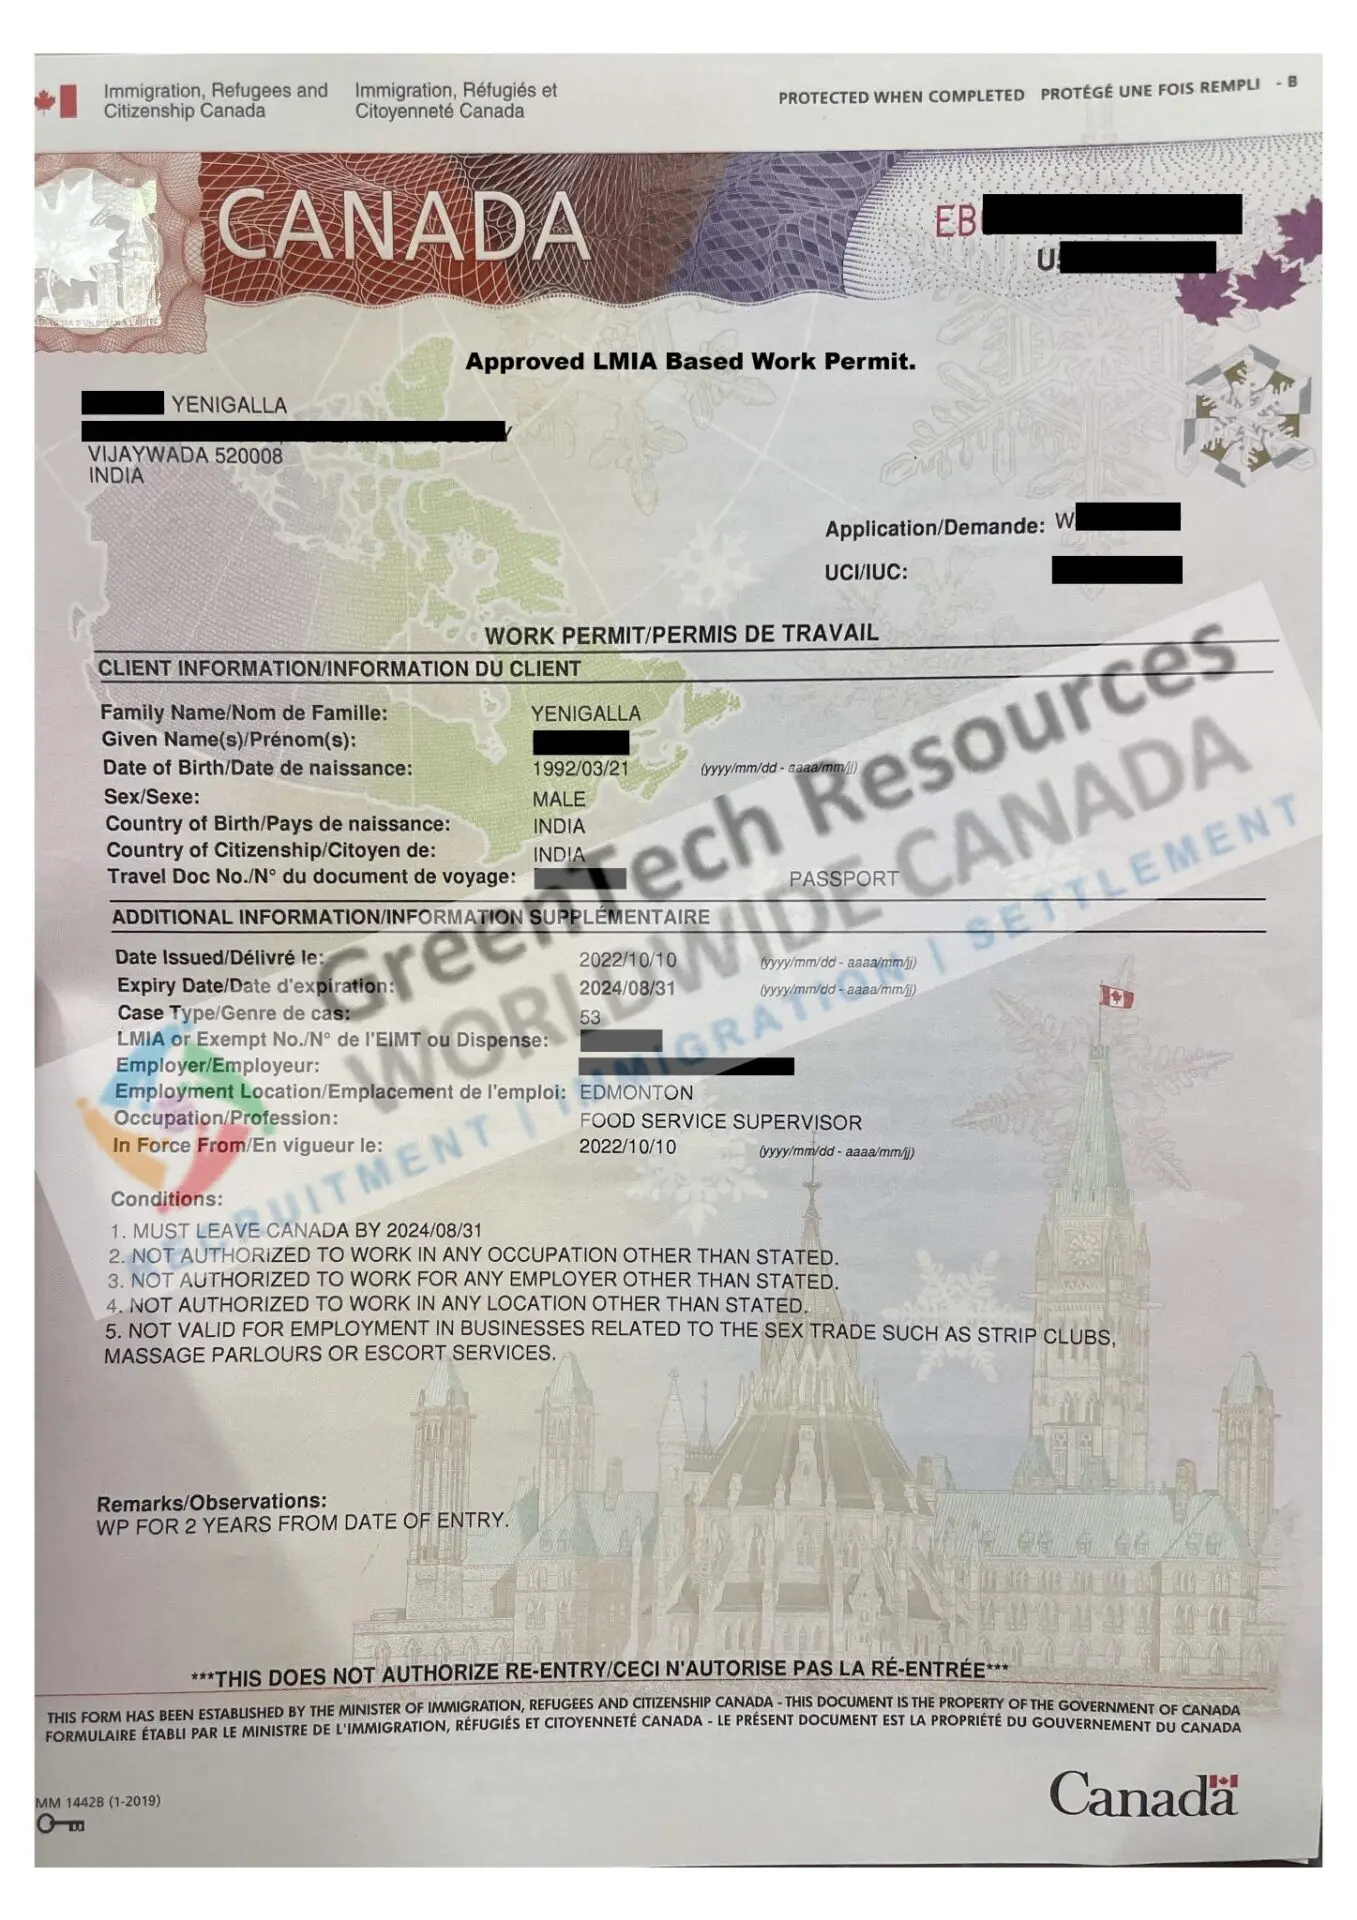 Immigration, Refugees and Citizenship Canada
Immigration, Réfugiés et Citoyenneté Canada
PROTECTED WHEN COMPLETED PROTÉGÉ UNE FOIS REMPLI - B
CANADA
EB
U
Approved LMIA Based Work Permit.
YENIGALLA
VIJAYWADA 520008
INDIA
Application/Demande: W
UCI/IUC:
WORK PERMIT/PERMIS DE TRAVAIL
CLIENT INFORMATION/INFORMATION DU CLIENT
Family Name/Nom de Famille: YENIGALLA
Given Name(s)/Prénom(s):
Date of Birth/Date de naissance: 1992/03/21 (yyyy/mm/dd - aaaa/mm/jj)
Sex/Sexe: MALE
Country of Birth/Pays de naissance: INDIA
Country of Citizenship/Citoyen de: INDIA
Travel Doc No./N° du document de voyage: PASSPORT
ADDITIONAL INFORMATION/INFORMATION SUPPLÉMENTAIRE
Date Issued/Délivré le: 2022/10/10 (yyyy/mm/dd - aaaa/mm/jj)
Expiry Date/Date d'expiration: 2024/08/31 (yyyy/mm/dd - aaaa/mm/jj)
Case Type/Genre de cas: 53
LMIA or Exempt No./N° de l'EIMT ou Dispense:
Employer/Employeur:
Employment Location/Emplacement de l'emploi: EDMONTON
Occupation/Profession: FOOD SERVICE SUPERVISOR
In Force From/En vigueur le: 2022/10/10 (yyyy/mm/dd - aaaa/mm/jj)
Conditions:
1. MUST LEAVE CANADA BY 2024/08/31
2. NOT AUTHORIZED TO WORK IN ANY OCCUPATION OTHER THAN STATED.
3. NOT AUTHORIZED TO WORK FOR ANY EMPLOYER OTHER THAN STATED.
4. NOT AUTHORIZED TO WORK IN ANY LOCATION OTHER THAN STATED.
5. NOT VALID FOR EMPLOYMENT IN BUSINESSES RELATED TO THE SEX TRADE SUCH AS STRIP CLUBS,
MASSAGE PARLOURS OR ESCORT SERVICES.
GreenTech Resources
WORLDWIDE CANADA
RECRUITMENT | IMMIGRATION | SETTLEMENT
Remarks/Observations:
WP FOR 2 YEARS FROM DATE OF ENTRY.
***THIS DOES NOT AUTHORIZE RE-ENTRY/CECI N'AUTORISE PAS LA RÉ-ENTRÉE***
THIS FORM HAS BEEN ESTABLISHED BY THE MINISTER OF IMMIGRATION, REFUGEES AND CITIZENSHIP CANADA - THIS DOCUMENT IS THE PROPERTY OF THE GOVERNMENT OF CANADA
FORMULAIRE ÉTABLI PAR LE MINISTRE DE L'IMMIGRATION, RÉFUGIÉS ET CITOYENNETÉ CANADA - LE PRÉSENT DOCUMENT EST LA PROPRIÉTÉ DU GOUVERNEMENT DU CANADA
MM 1442B (1-2019)
Canada